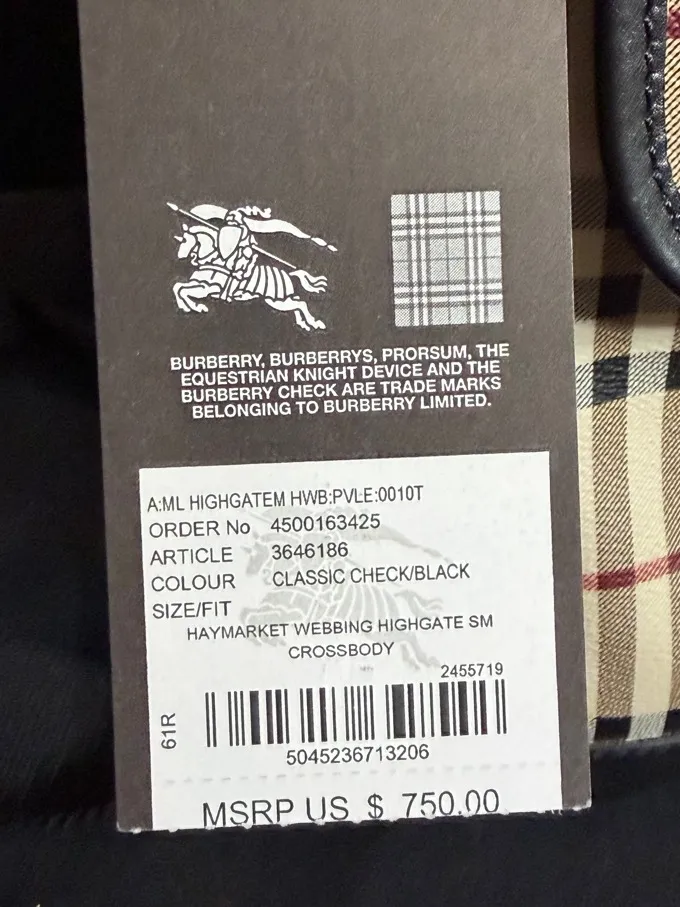 BURBERRY, BURBERRYS, PRORSUM, THE
EQUESTRIAN KNIGHT DEVICE AND THE
BURBERRY CHECK ARE TRADE MARKS
BELONGING TO BURBERRY LIMITED.
A:ML HIGHGATEM HWB:PVLE:0010T
ORDER No 4500163425
ARTICLE 3646186
COLOUR CLASSIC CHECK/BLACK
SIZE/FIT
HAYMARKET WEBBING HIGHGATE SM
CROSSBODY
2455719
61R
5045236713206
MSRP US $ 750.00